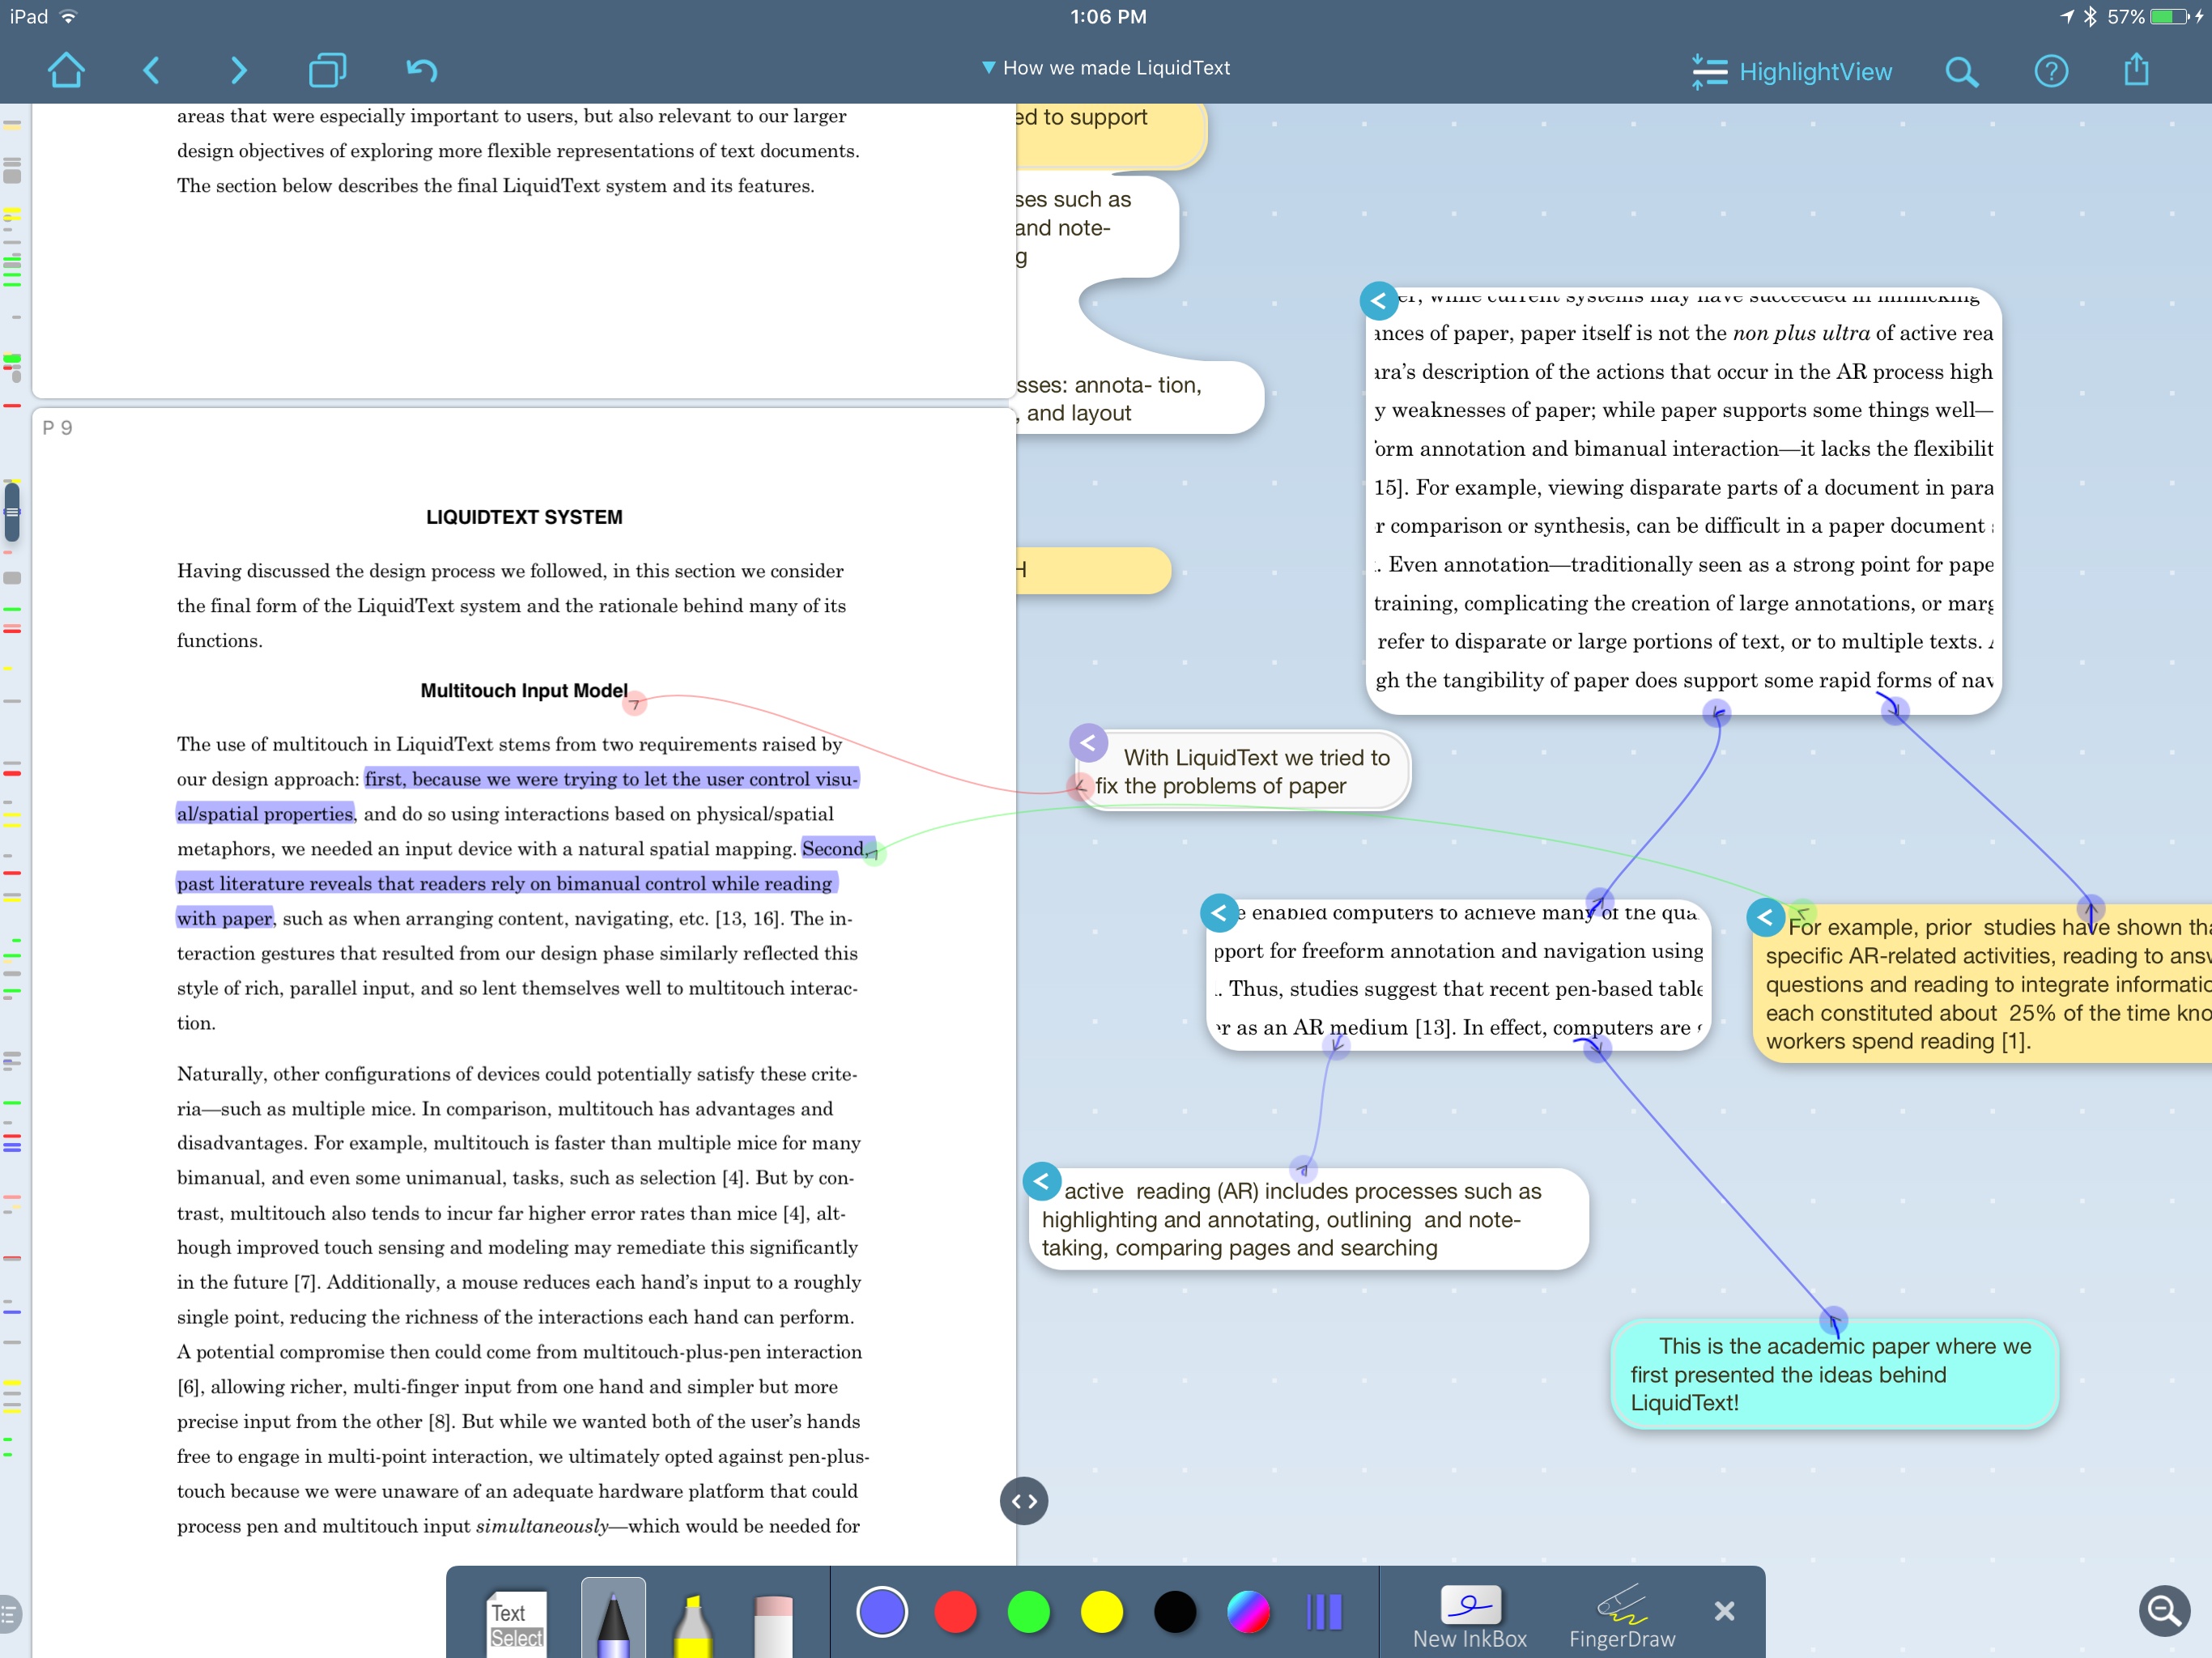 iPad
1:06 PM
57%
How we made LiquidText
HighlightView
areas that were especially important to users, but also relevant to our larger
design objectives of exploring more flexible representations of text documents.
The section below describes the final LiquidText system and its features.
P 9
LIQUIDTEXT SYSTEM
Having discussed the design process we followed, in this section we consider
the final form of the LiquidText system and the rationale behind many of its
functions.
Multitouch Input Model
The use of multitouch in LiquidText stems from two requirements raised by
our design approach: first, because we were trying to let the user control visu-
al/spatial properties, and do so using interactions based on physical/spatial
metaphors, we needed an input device with a natural spatial mapping. Second,
past literature reveals that readers rely on bimanual control while reading
with paper, such as when arranging content, navigating, etc. [13, 16]. The in-
teraction gestures that resulted from our design phase similarly reflected this
style of rich, parallel input, and so lent themselves well to multitouch interac-
tion.
Naturally, other configurations of devices could potentially satisfy these crite-
ria—such as multiple mice. In comparison, multitouch has advantages and
disadvantages. For example, multitouch is faster than multiple mice for many
bimanual, and even some unimanual, tasks, such as selection [4]. But by con-
trast, multitouch also tends to incur far higher error rates than mice [4], alt-
hough improved touch sensing and modeling may remediate this significantly
in the future [7]. Additionally, a mouse reduces each hand's input to a roughly
single point, reducing the richness of the interactions each hand can perform.
A potential compromise then could come from multitouch-plus-pen interaction
[6], allowing richer, multi-finger input from one hand and simpler but more
precise input from the other [8]. But while we wanted both of the user's hands
free to engage in multi-point interaction, we ultimately opted against pen-plus-
touch because we were unaware of an adequate hardware platform that could
process pen and multitouch input simultaneously—which would be needed for
ed to support
ses such as
and note-
g
sses: annota- tion,
, and layout
H
er, while current systems may have succeeded in mimicking
ances of paper, paper itself is not the non plus ultra of active rea
ara's description of the actions that occur in the AR process high
y weaknesses of paper; while paper supports some things well—
form annotation and bimanual interaction—it lacks the flexibilit
15]. For example, viewing disparate parts of a document in para
r comparison or synthesis, can be difficult in a paper document
. Even annotation—traditionally seen as a strong point for pape
training, complicating the creation of large annotations, or marg
refer to disparate or large portions of text, or to multiple texts.
gh the tangibility of paper does support some rapid forms of nav
With LiquidText we tried to
fix the problems of paper
e enabled computers to achieve many of the qua
pport for freeform annotation and navigation using
. Thus, studies suggest that recent pen-based table
er as an AR medium [13]. In effect, computers are
For example, prior  studies have shown tha
specific AR-related activities, reading to answ
questions and reading to integrate informatio
each constituted about  25% of the time kno
workers spend reading [1].
active  reading (AR) includes processes such as
highlighting and annotating, outlining  and note-
taking, comparing pages and searching
This is the academic paper where we
first presented the ideas behind
LiquidText!
Text
Select
New InkBox
FingerDraw